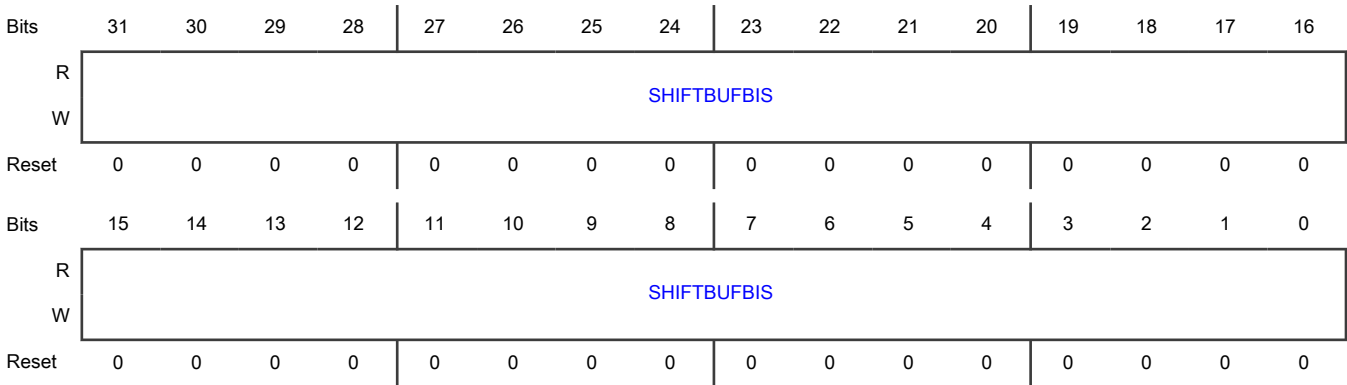 Bits 31 30 29 28 27 26 25 24 23 22 21 20 19 18 17 16
R
SHIFTBUFBIS
W
Reset 0 0 0 0 0 0 0 0 0 0 0 0 0 0 0 0
Bits 15 14 13 12 11 10 9 8 7 6 5 4 3 2 1 0
R
SHIFTBUFBIS
W
Reset 0 0 0 0 0 0 0 0 0 0 0 0 0 0 0 0